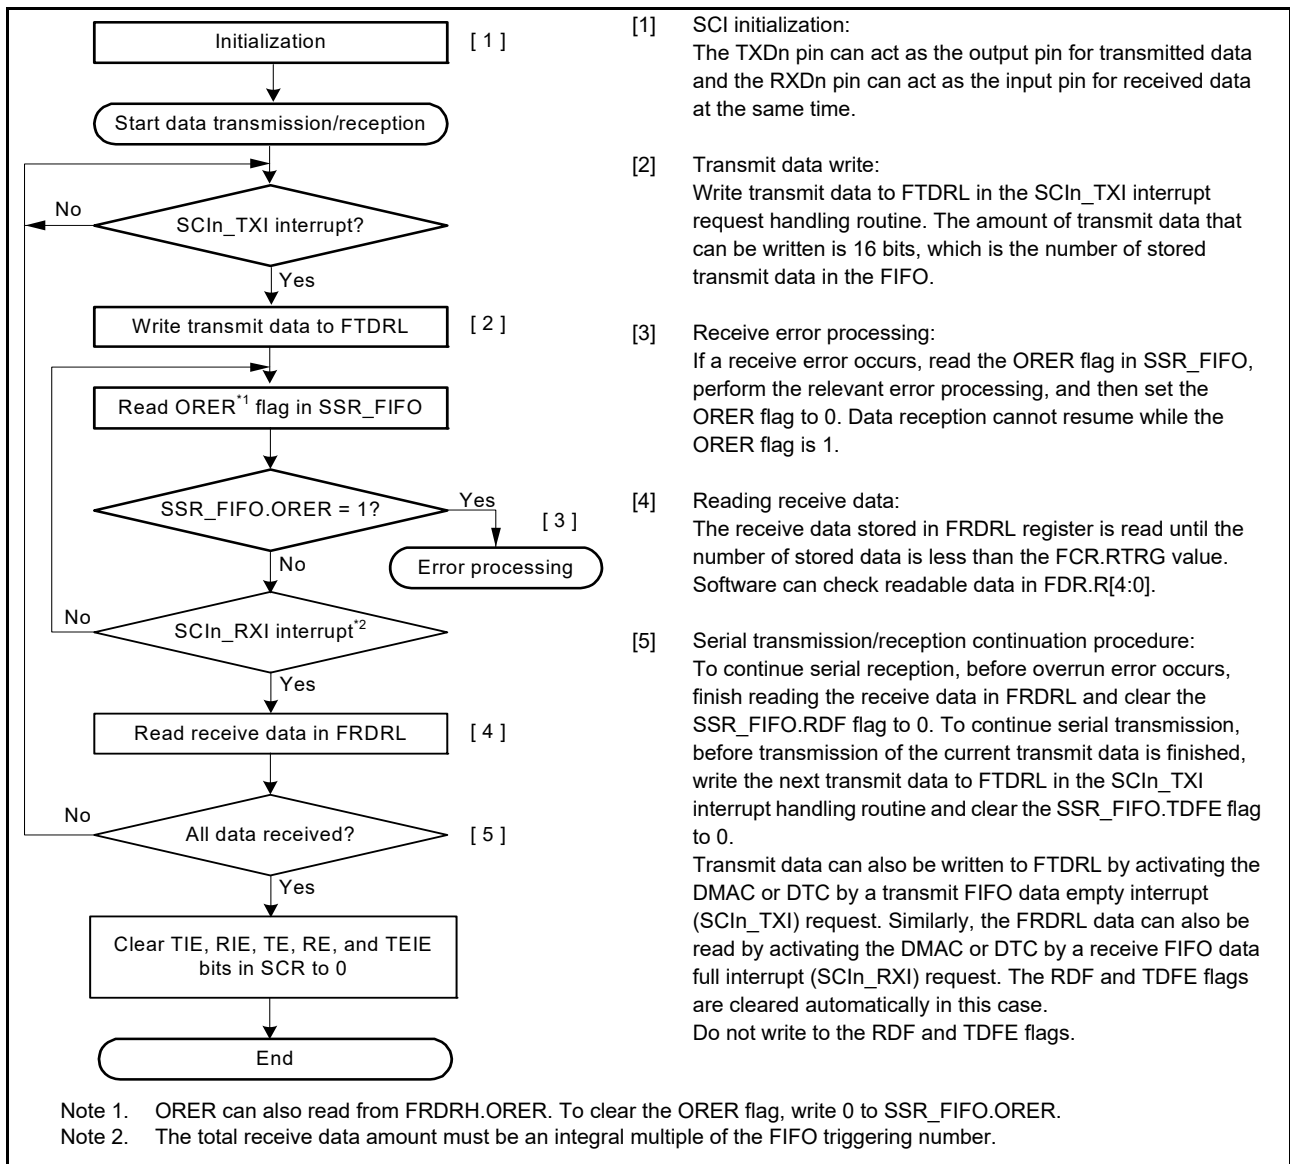 Initialization
[ 1 ]
Start data transmission/reception
No
SCIn_TXI interrupt?
Yes
Write transmit data to FTDRL
[ 2 ]
Read ORER*1 flag in SSR_FIFO
SSR_FIFO.ORER = 1?
Yes
[ 3 ]
Error processing
No
No
SCIn_RXI interrupt*2
Yes
Read receive data in FRDRL
[ 4 ]
No
All data received?
[ 5 ]
Yes
Clear TIE, RIE, TE, RE, and TEIE
bits in SCR to 0
End
[1] SCI initialization:
The TXDn pin can act as the output pin for transmitted data
and the RXDn pin can act as the input pin for received data
at the same time.
[2] Transmit data write:
Write transmit data to FTDRL in the SCIn_TXI interrupt
request handling routine. The amount of transmit data that
can be written is 16 bits, which is the number of stored
transmit data in the FIFO.
[3] Receive error processing:
If a receive error occurs, read the ORER flag in SSR_FIFO,
perform the relevant error processing, and then set the
ORER flag to 0. Data reception cannot resume while the
ORER flag is 1.
[4] Reading receive data:
The receive data stored in FRDRL register is read until the
number of stored data is less than the FCR.RTRG value.
Software can check readable data in FDR.R[4:0].
[5] Serial transmission/reception continuation procedure:
To continue serial reception, before overrun error occurs,
finish reading the receive data in FRDRL and clear the
SSR_FIFO.RDF flag to 0. To continue serial transmission,
before transmission of the current transmit data is finished,
write the next transmit data to FTDRL in the SCIn_TXI
interrupt handling routine and clear the SSR_FIFO.TDFE flag
to 0.
Transmit data can also be written to FTDRL by activating the
DMAC or DTC by a transmit FIFO data empty interrupt
(SCIn_TXI) request. Similarly, the FRDRL data can also be
read by activating the DMAC or DTC by a receive FIFO data
full interrupt (SCIn_RXI) request. The RDF and TDFE flags
are cleared automatically in this case.
Do not write to the RDF and TDFE flags.
Note 1. ORER can also read from FRDRH.ORER. To clear the ORER flag, write 0 to SSR_FIFO.ORER.
Note 2. The total receive data amount must be an integral multiple of the FIFO triggering number.